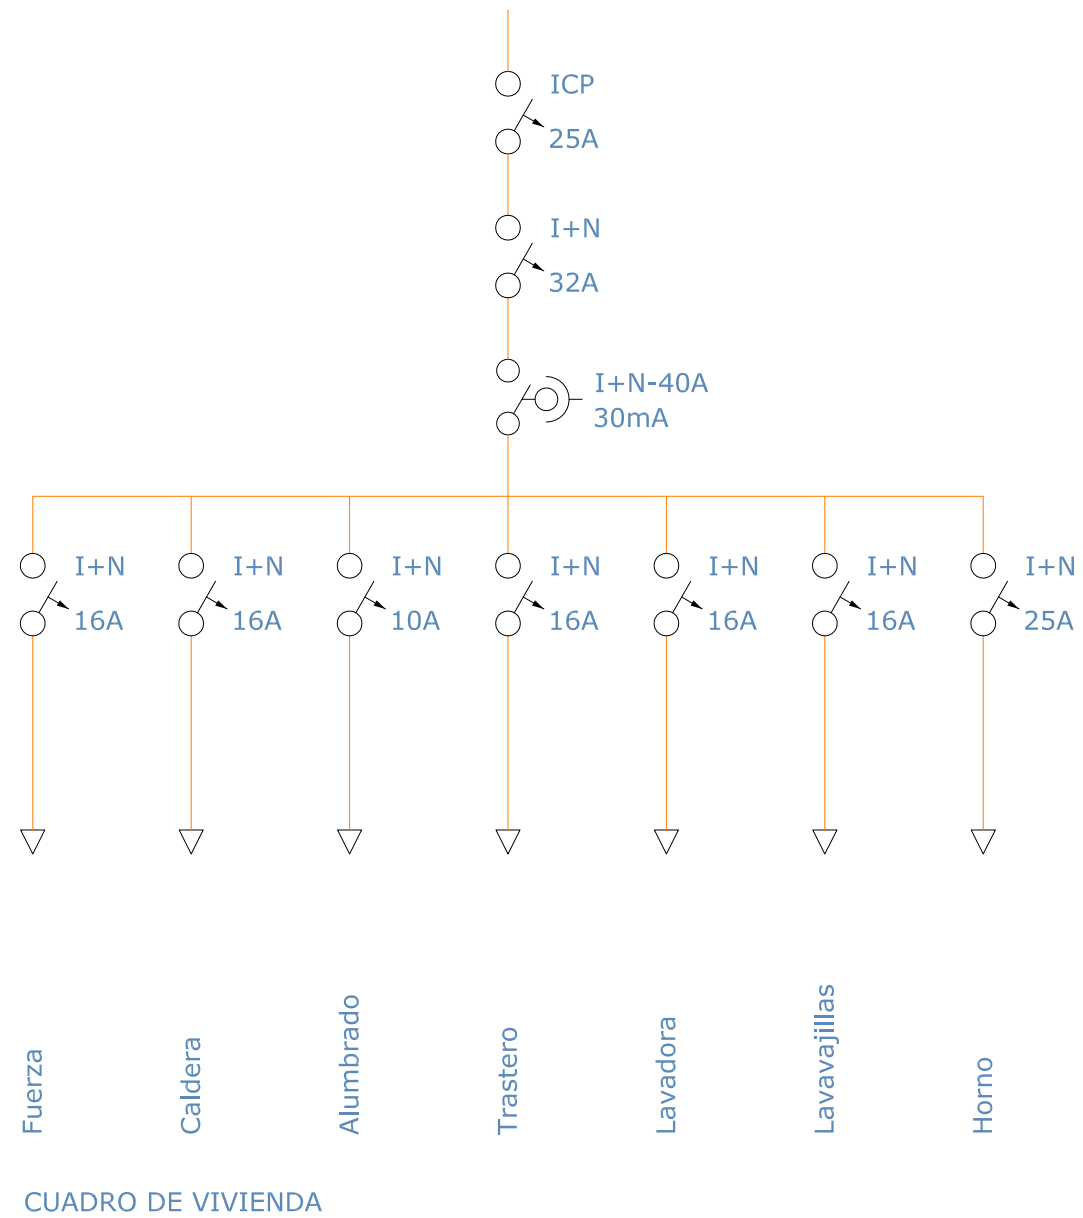 ICP
25A
I+N
32A
I+N-40A
30mA
I+N
16A
I+N
16A
I+N
10A
I+N
16A
I+N
16A
I+N
16A
I+N
25A
Fuerza
Caldera
Alumbrado
Trastero
Lavadora
Lavavajillas
Horno
CUADRO DE VIVIENDA